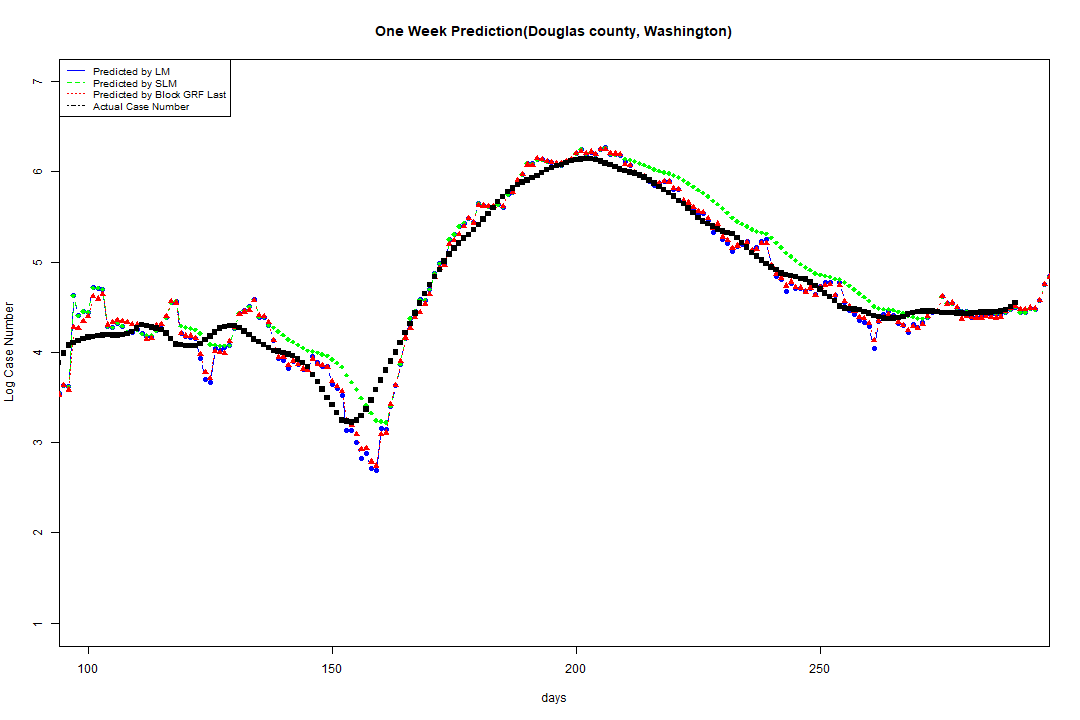 One Week Prediction(Douglas county, Washington)
Predicted by LM
Predicted by SLM
Predicted by Block GRF Last
Actual Case Number
7
6
5
4
3
2
1
Log Case Number
100 150 200 250
days